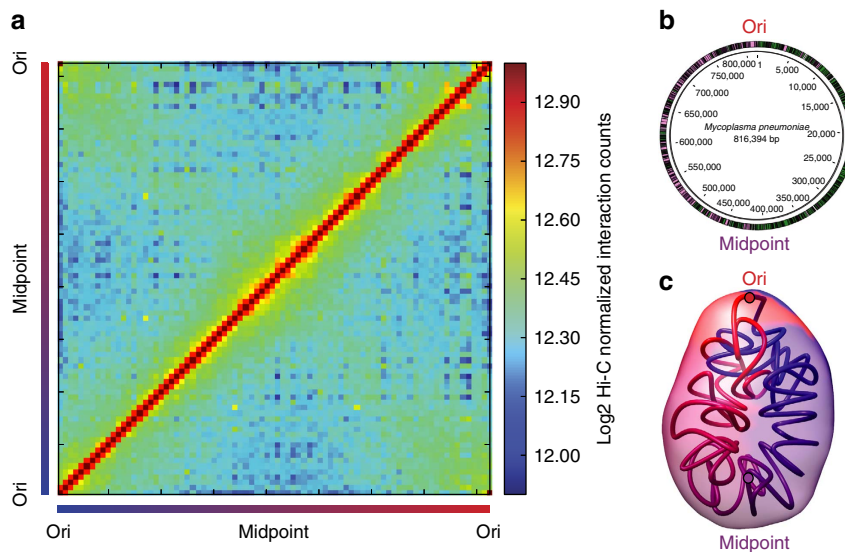 a
Ori
Midpoint
Ori
Ori
Midpoint
Ori
12.90
12.75
12.60
12.45
12.30
12.15
12.00
Log2 Hi-C normalized interaction counts
b
Ori
800,000
1
750,000
5,000
700,000
10,000
650,000
15,000
Mycoplasma pneumoniae
816,394 bp
600,000
20,000
550,000
25,000
500,000
300,000
450,000
350,000
400,000
Midpoint
c
Ori
Midpoint